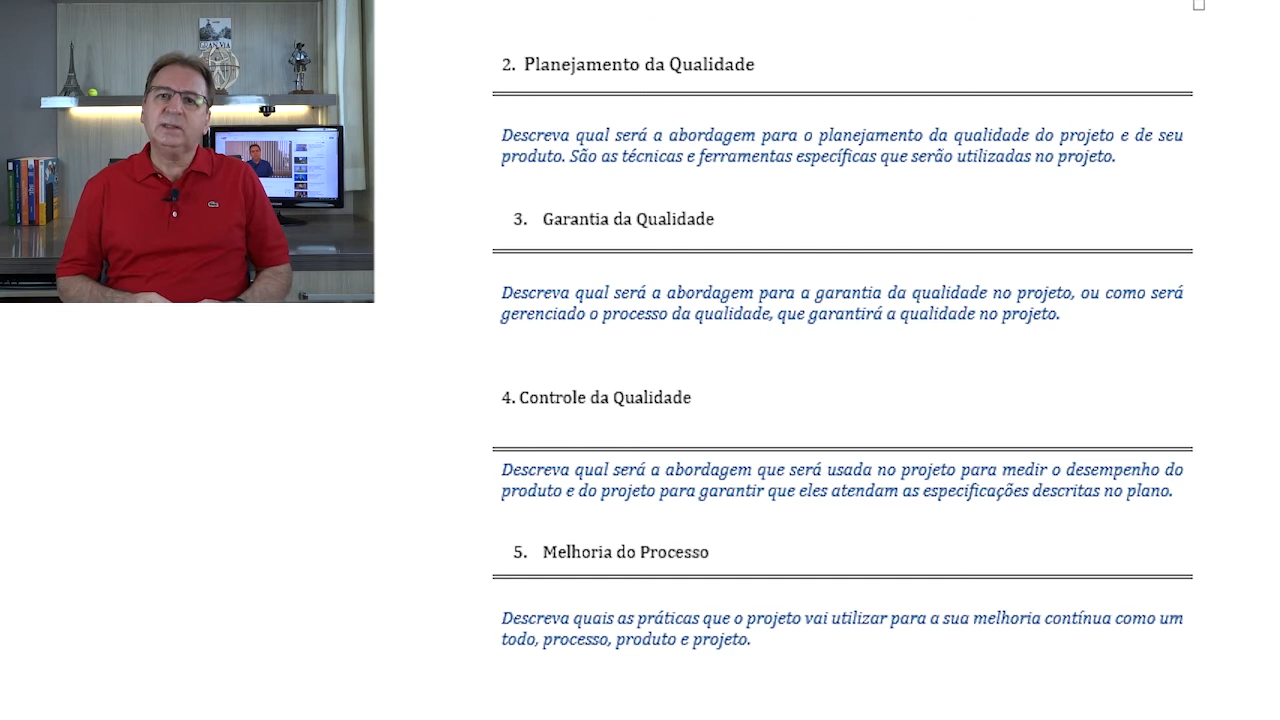 2. Planejamento da Qualidade
Descreva qual será a abordagem para o planejamento da qualidade do projeto e de seu
produto. São as técnicas e ferramentas específicas que serão utilizadas no projeto.
3. Garantia da Qualidade
Descreva qual será a abordagem para a garantia da qualidade no projeto, ou como será
gerenciado o processo da qualidade, que garantirá a qualidade no projeto.
4. Controle da Qualidade
Descreva qual será a abordagem que será usada no projeto para medir o desempenho do
produto e do projeto para garantir que eles atendam as especificações descritas no plano.
5. Melhoria do Processo
Descreva quais as práticas que o projeto vai utilizar para a sua melhoria contínua como um
todo, processo, produto e projeto.